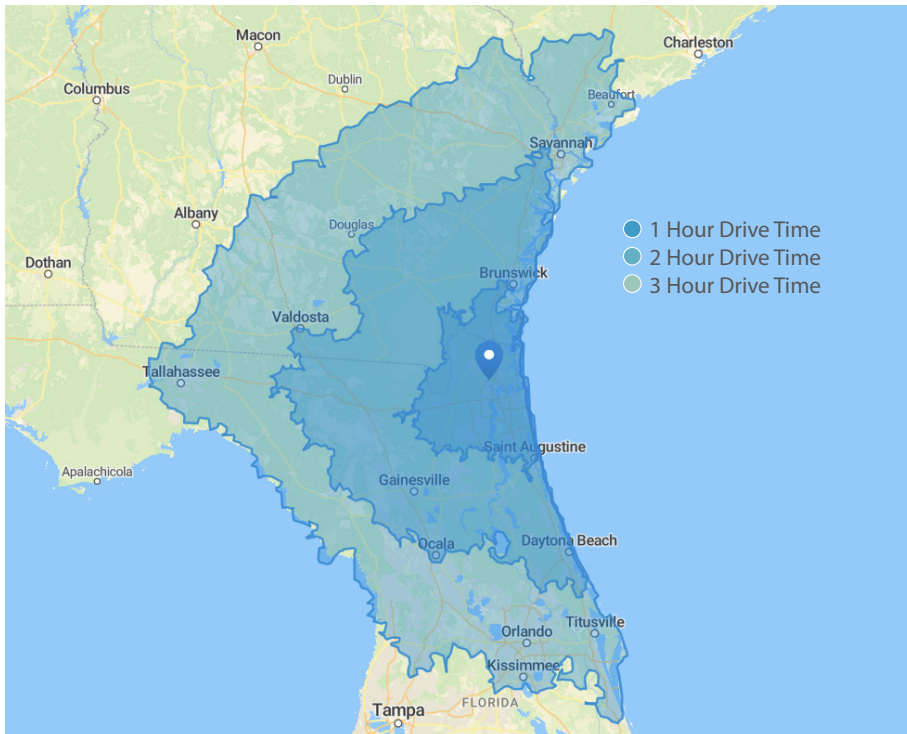 Macon
Charleston
Dublin
Columbus
Beaufort
Savannah
Albany
Douglas
1 Hour Drive Time
2 Hour Drive Time
Dothan
Brunswick
3 Hour Drive Time
Valdosta
Tallahassee
Saint Augustine
Apalachicola
Gainesville
Ocala
Daytona Beach
Titusville
Orlando
Kissimmee
FLORIDA
Tampa